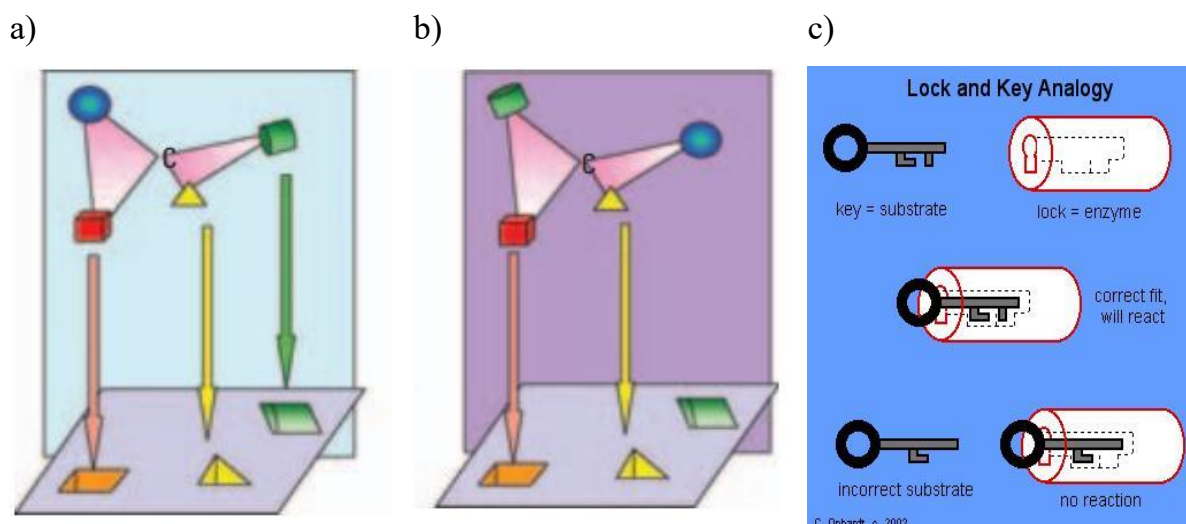 a)
b)
c)
C
C
Lock and Key Analogy
key = substrate
lock = enzyme
correct fit,
will react
incorrect substrate
no reaction